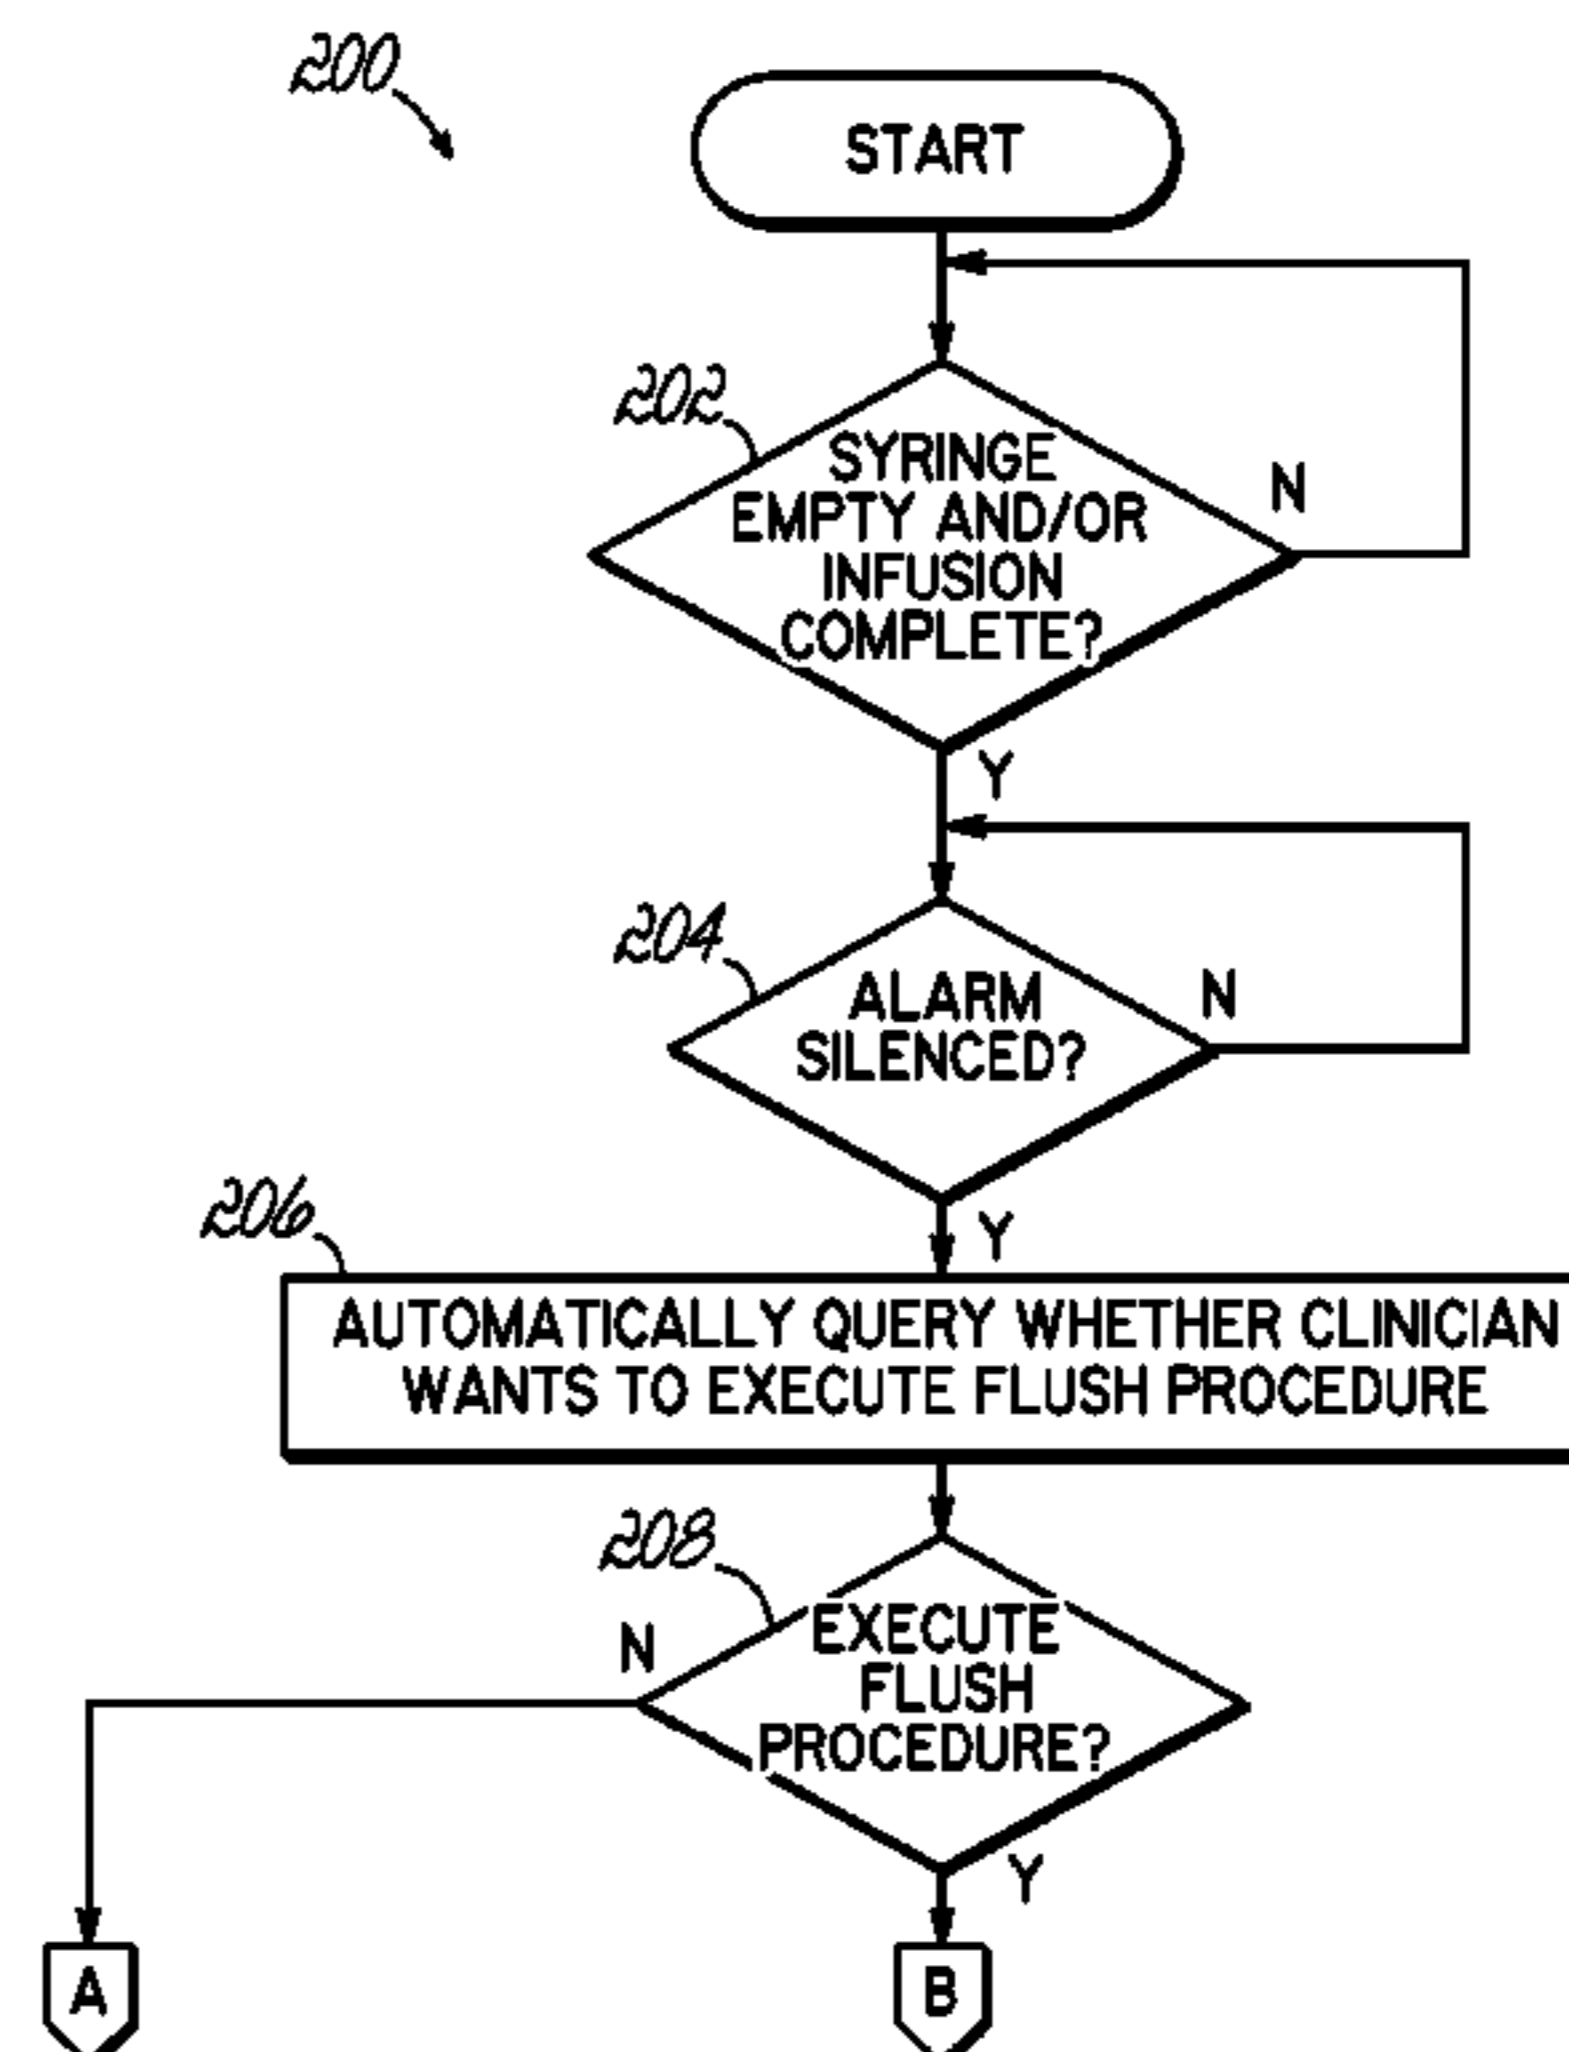 200
START
202
SYRINGE
EMPTY AND/OR
INFUSION
COMPLETE?
N
Y
204
ALARM
SILENCED?
N
Y
206
AUTOMATICALLY QUERY WHETHER CLINICIAN
WANTS TO EXECUTE FLUSH PROCEDURE
208
EXECUTE
FLUSH
PROCEDURE?
N
Y
A
B